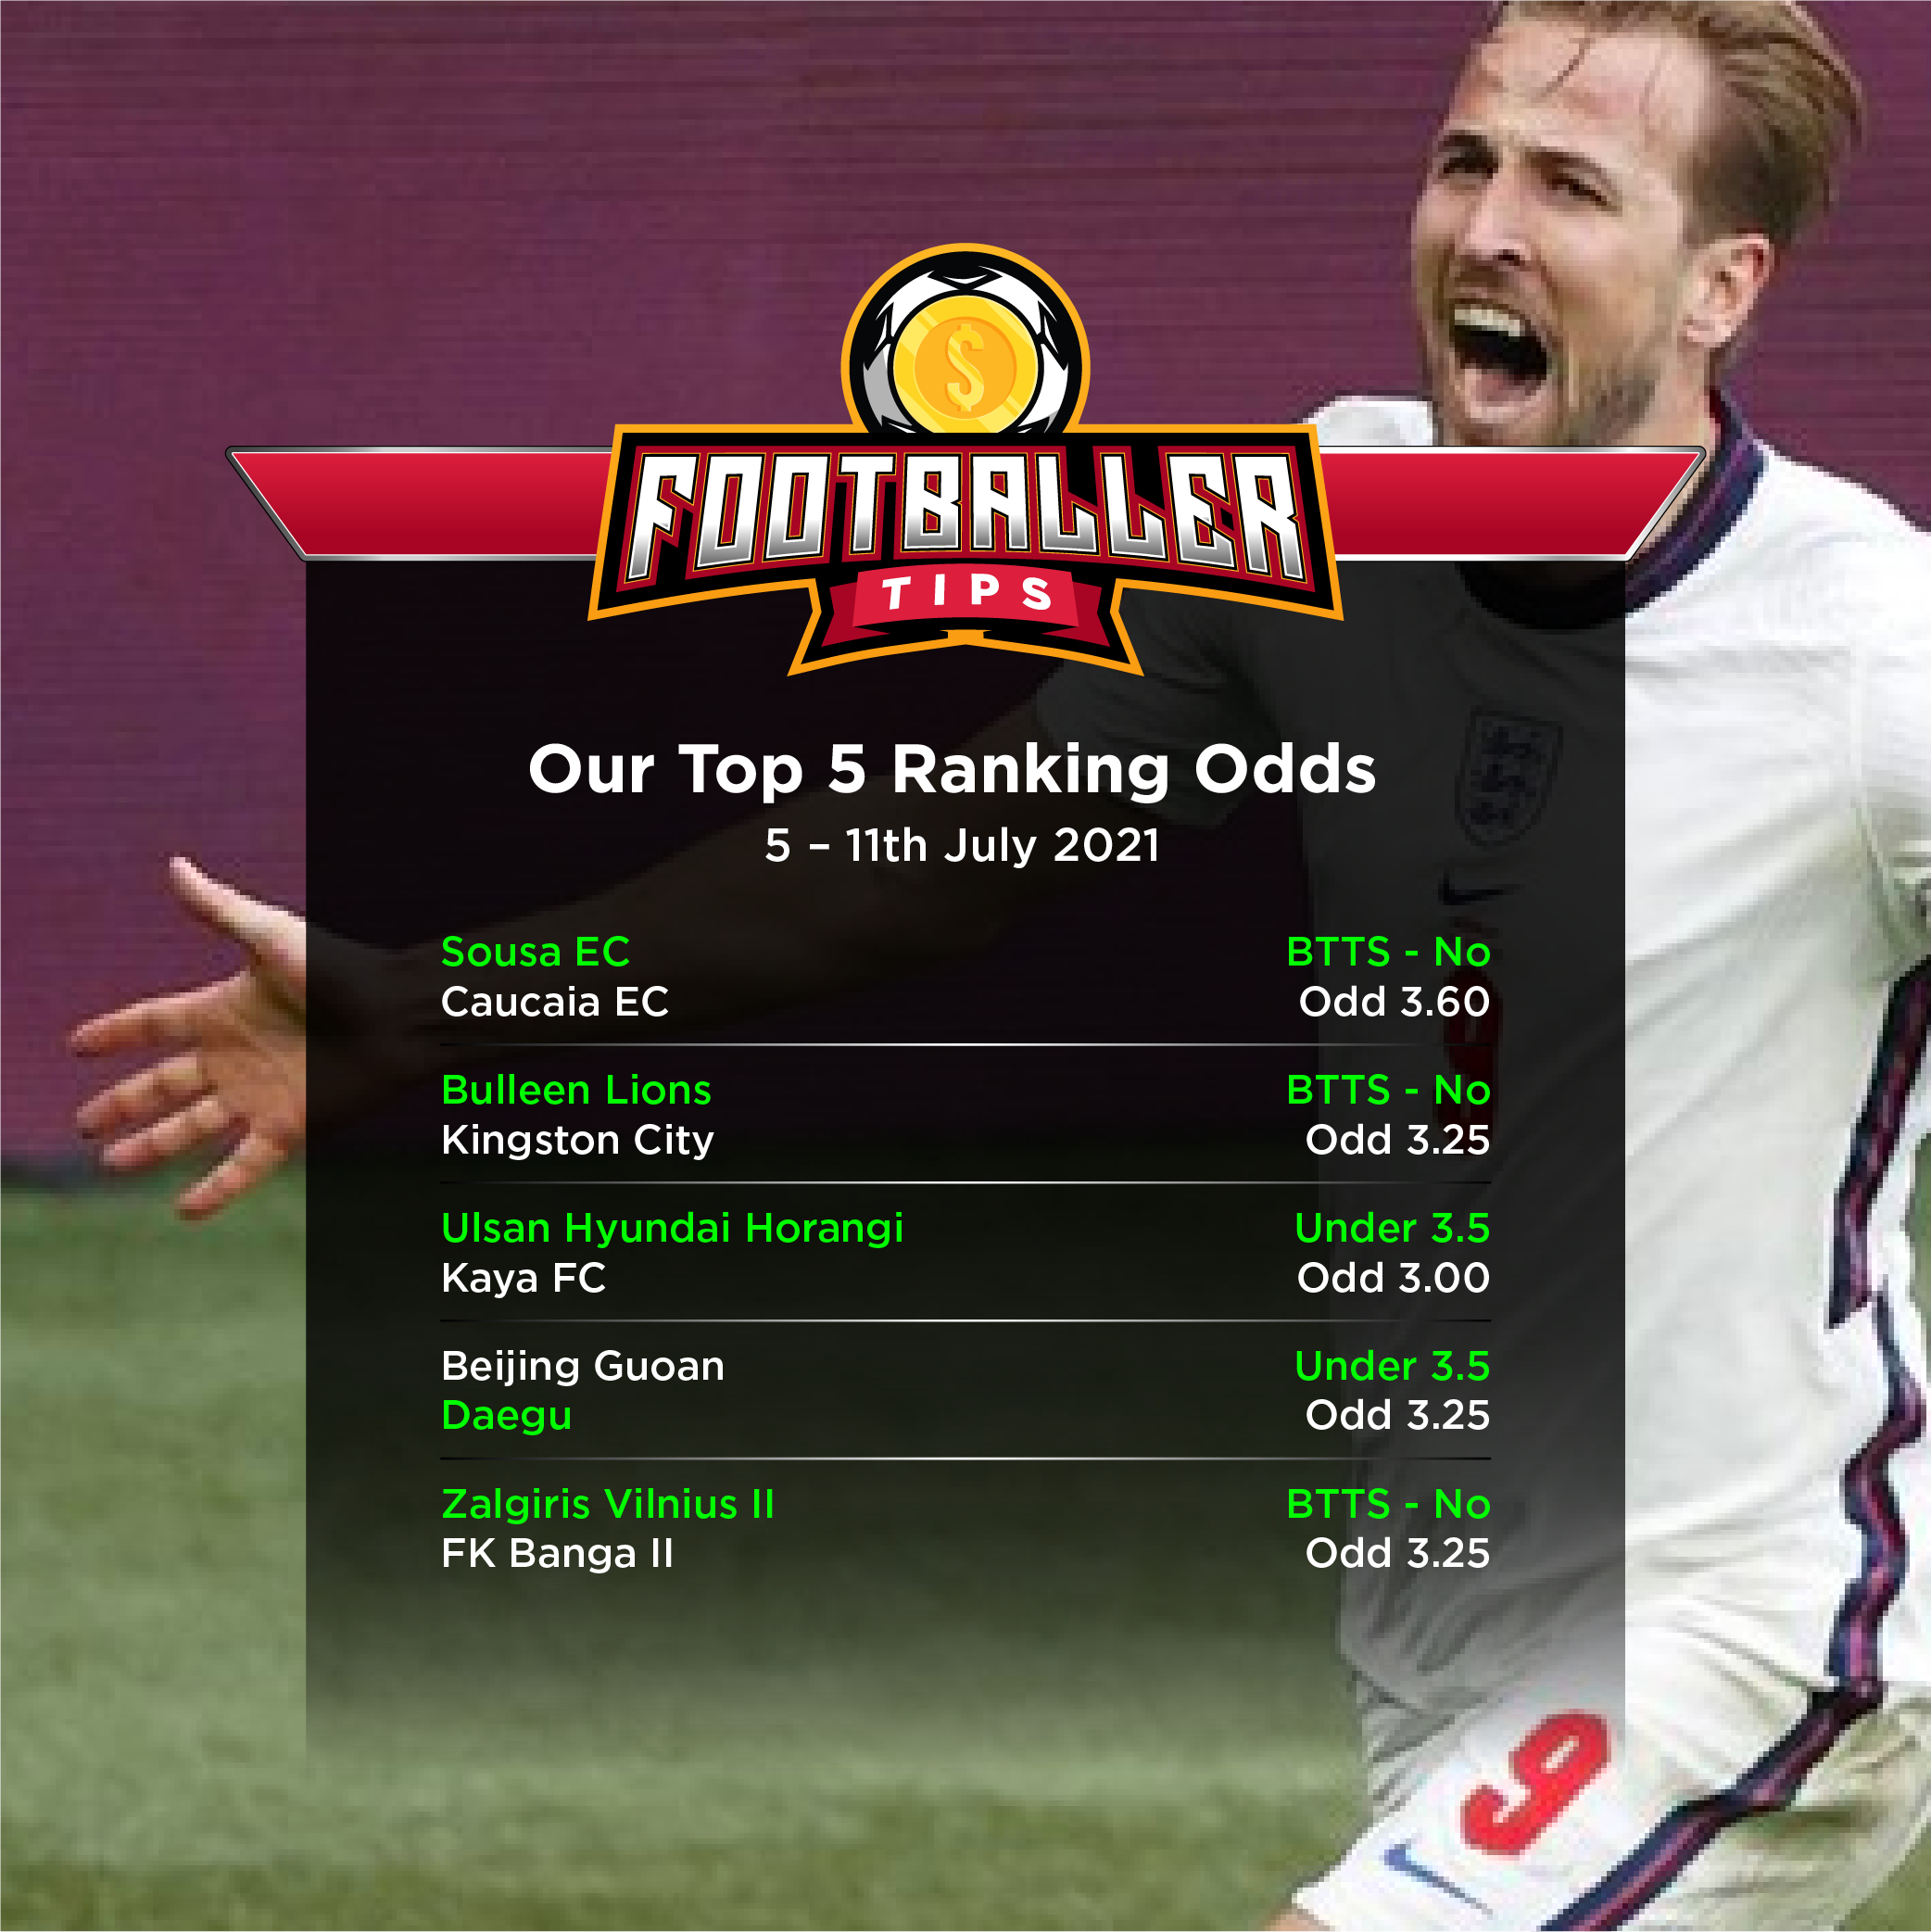 FOOTBALLER
TIPS
Our Top 5 Ranking Odds
5 – 11th July 2021
Sousa EC
BTTS - No
Caucaia EC
Odd 3.60
Bulleen Lions
BTTS - No
Kingston City
Odd 3.25
Ulsan Hyundai Horangi
Under 3.5
Kaya FC
Odd 3.00
Beijing Guoan
Under 3.5
Daegu
Odd 3.25
Zalgiris Vilnius II
BTTS - No
FK Banga II
Odd 3.25
9
9